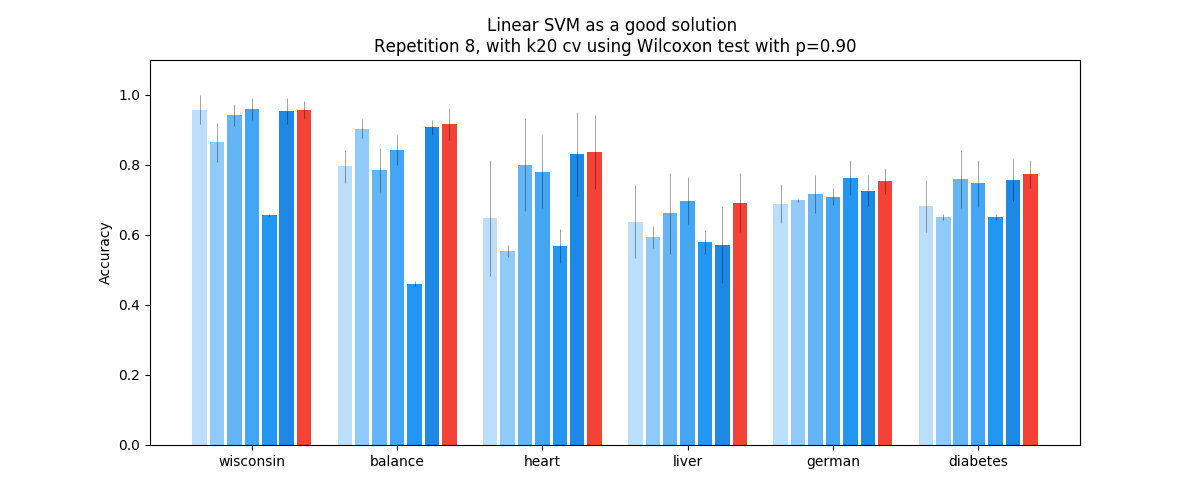 Linear SVM as a good solution
Repetition 8, with k20 cv using Wilcoxon test with p=0.90
Accuracy
1.0
0.8
0.6
0.4
0.2
0.0
wisconsin balance heart liver german diabetes